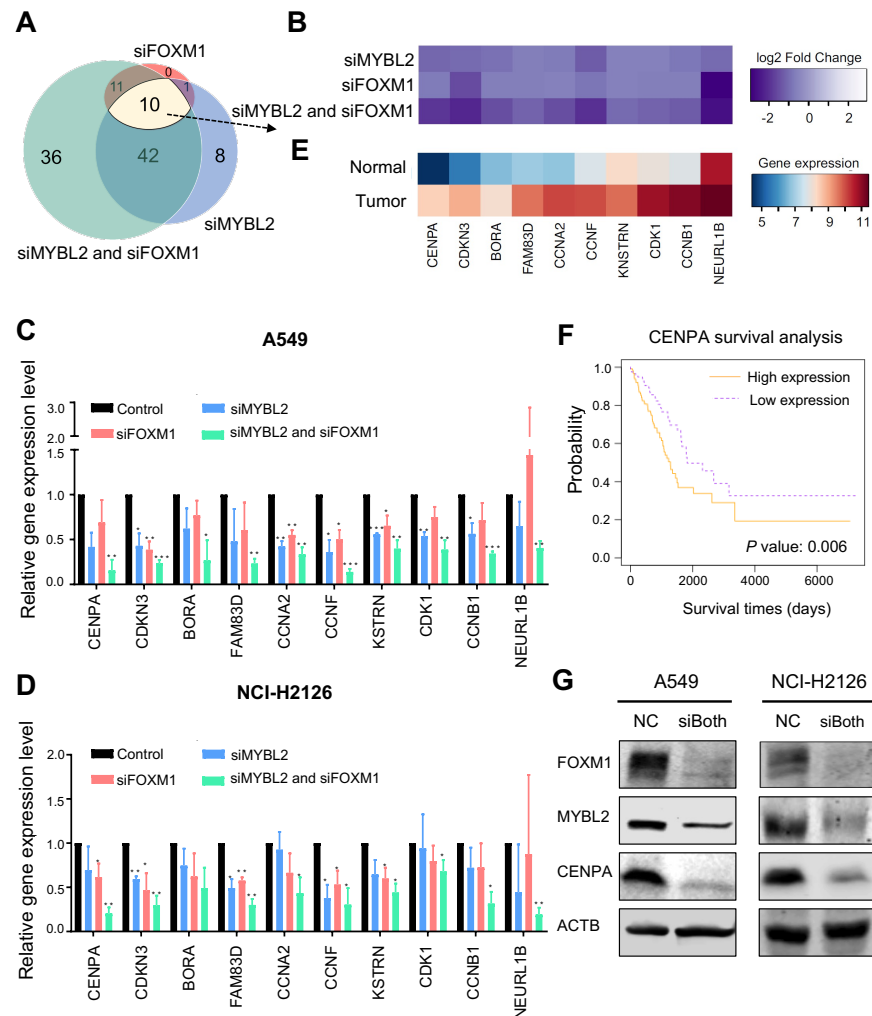 A
siFOXM1
0
11
1
10
siMYBL2 and siFOXM1
36
42
8
siMYBL2
siMYBL2 and siFOXM1
B
siMYBL2
siFOXM1
log2 Fold Change
-2 0 2
E
Normal
Tumor
Gene expression
5 7 9 11
CENPA
CDKN3
BORA
FAM83D
CCNA2
CCNF
KNSTRN
CDK1
CCNB1
NEURL1B
C
A549
Relative gene expression level
3.0
2.0
1.5
1.0
0.5
0.0
Control
siMYBL2
siFOXM1
siMYBL2 and siFOXM1
** * ** *** * ** ** ** ** * * *** *** * ** ** ** * *** **
CENPA
CDKN3
BORA
FAM83D
CCNA2
CCNF
KSTRN
CDK1
CCNB1
NEURL1B
D
NCI-H2126
Relative gene expression level
2.0
1.5
1.0
0.5
0.0
Control
siMYBL2
siFOXM1
siMYBL2 and siFOXM1
CENPA
CDKN3
BORA
FAM83D
CCNA2
CCNF
KSTRN
CDK1
CCNB1
NEURL1B
F
CENPA survival analysis
High expression
Low expression
Probability
1.0
0.8
0.6
0.4
0.2
0.0
P value: 0.006
0 2000 4000 6000
Survival times (days)
G
A549 NCI-H2126
NC siBoth NC siBoth
FOXM1
MYBL2
CENPA
ACTB